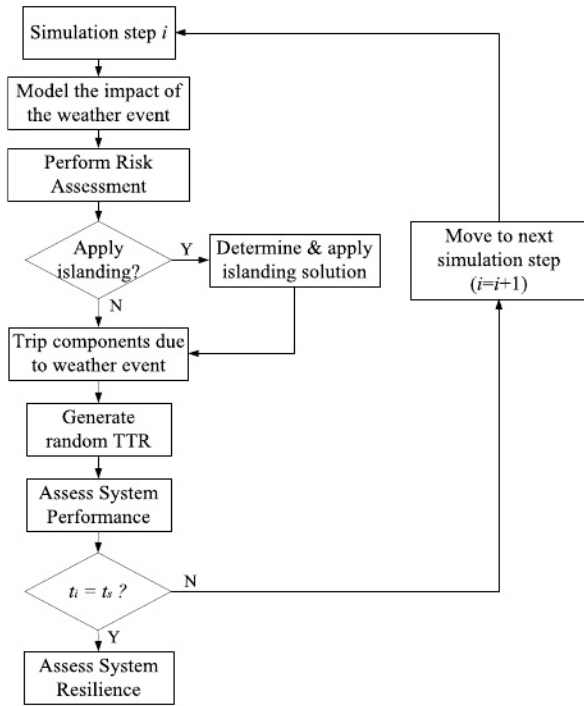 Simulation step i
Model the impact of
the weather event
Perform Risk
Assessment
Apply
islanding?
Y
Determine & apply
islanding solution
N
Move to next
simulation step
(i=i+1)
Trip components due
to weather event
Generate
random TTR
Assess System
Performance
ti = ts ?
N
Y
Assess System
Resilience